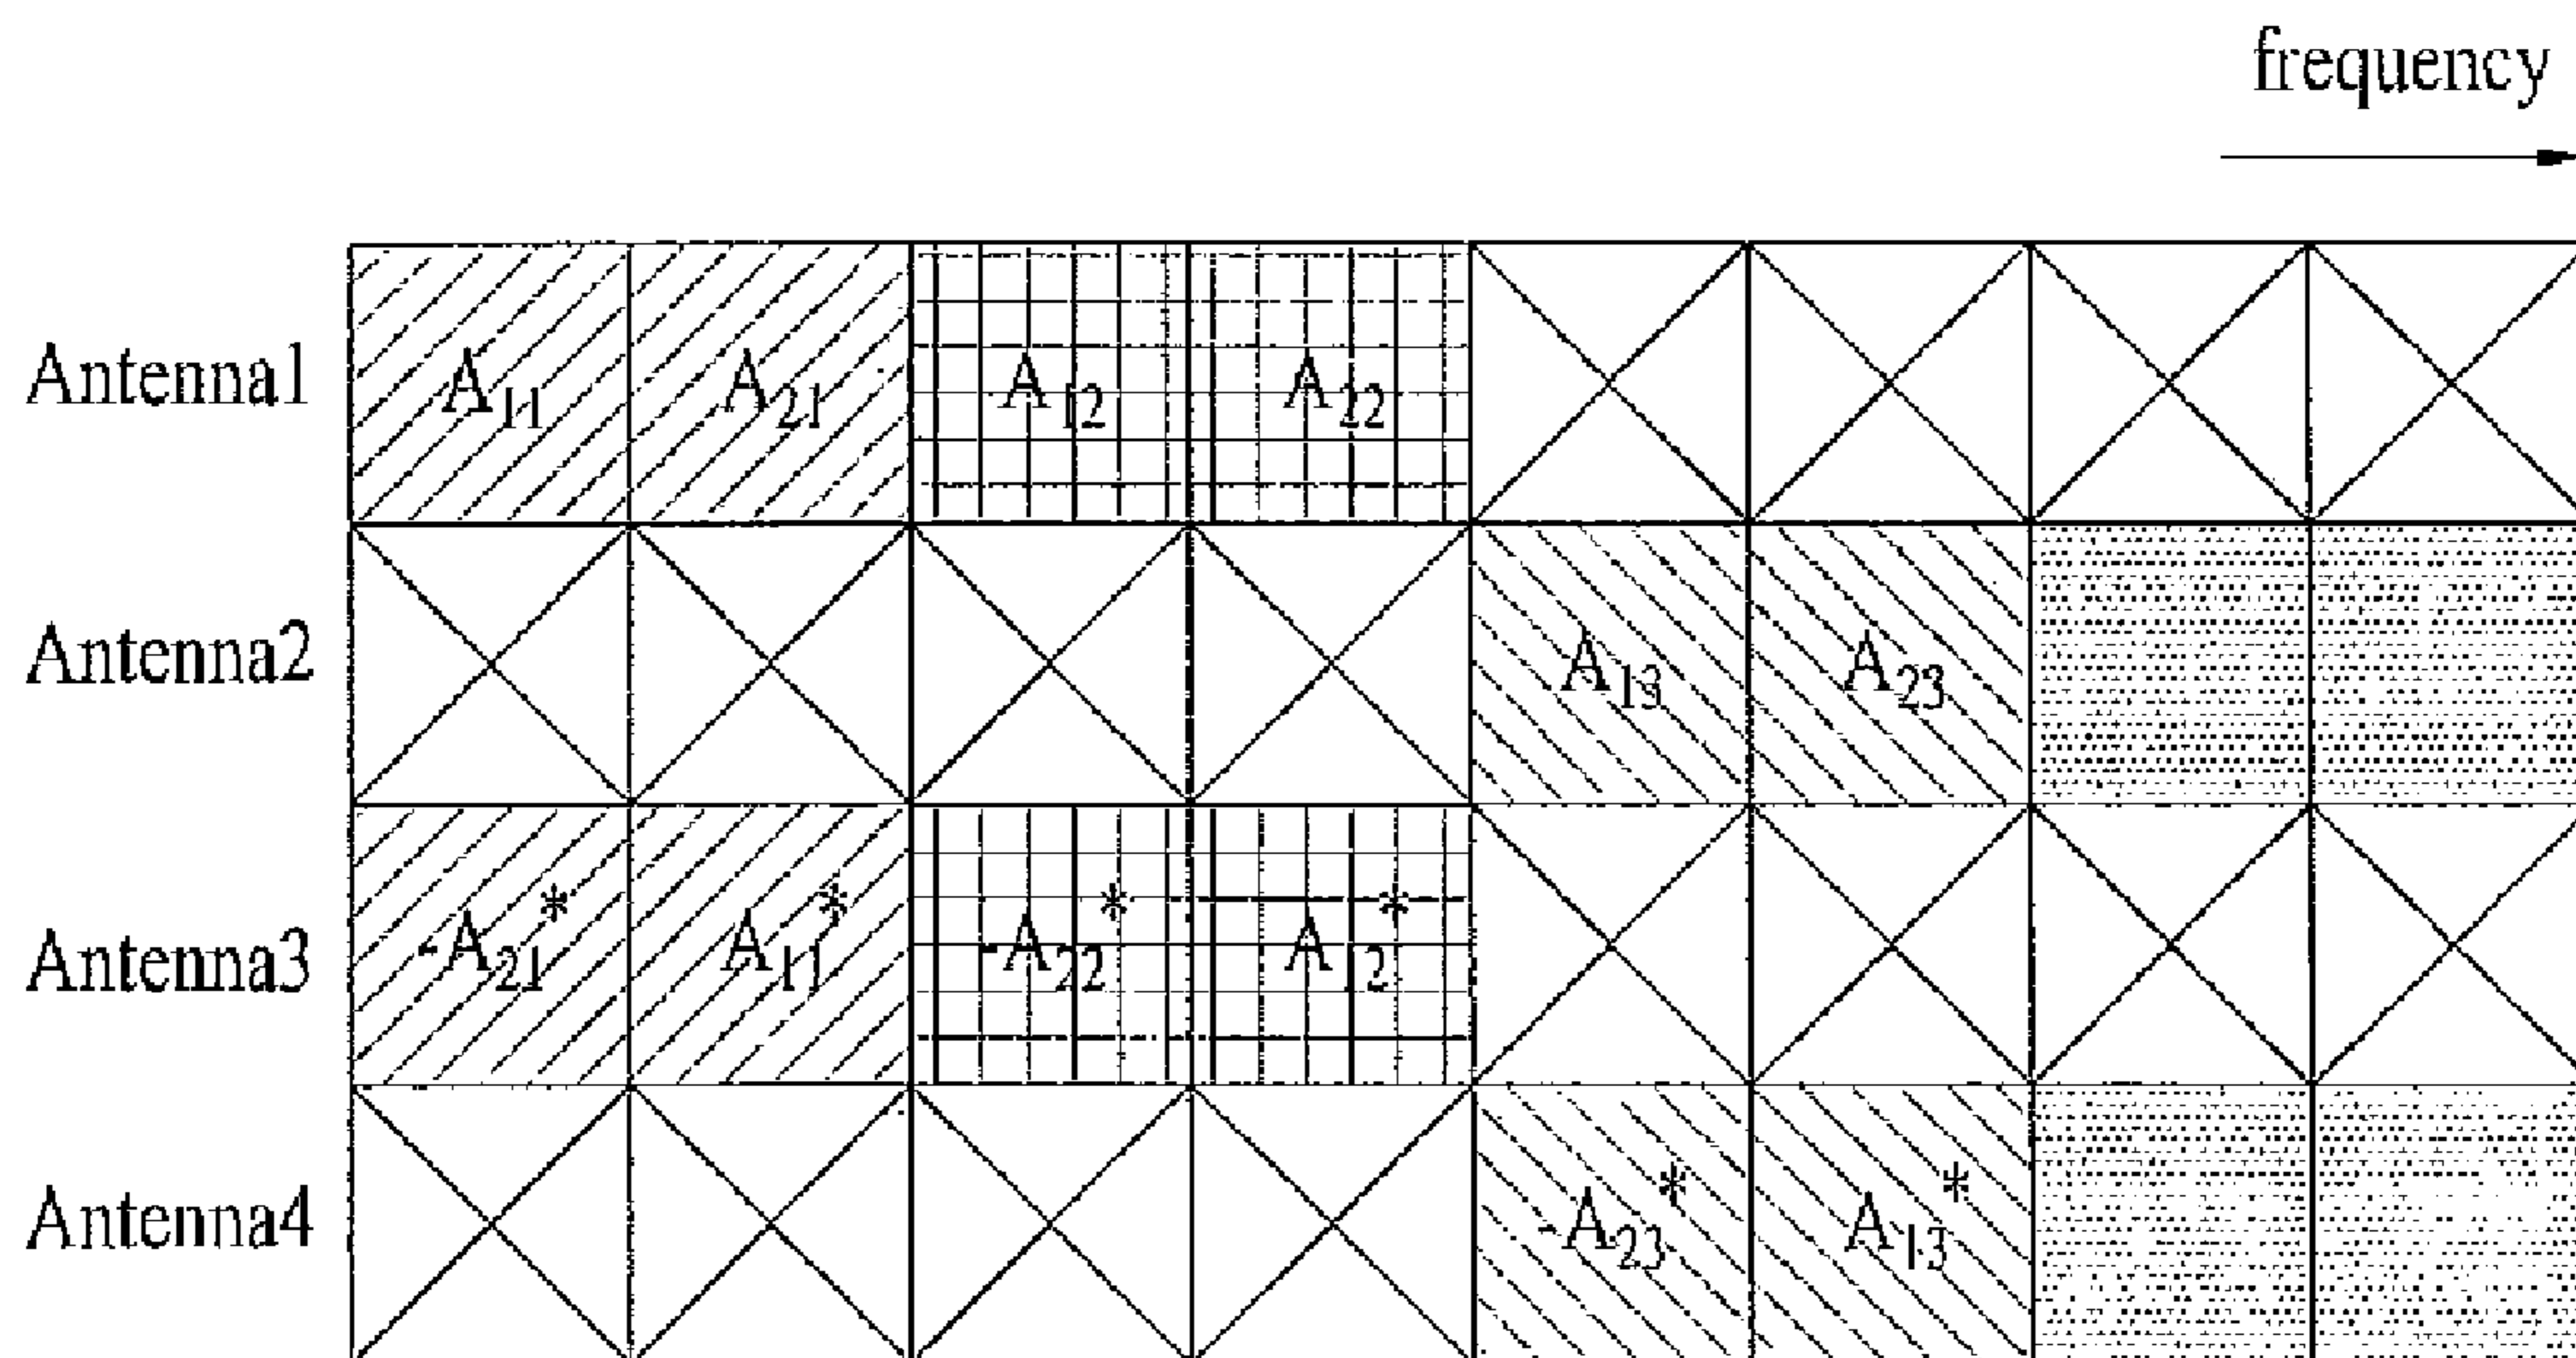 frequency
Antenna1 A11 A21 A12 A22
Antenna2 A13 A23
Antenna3 -A21* A11* -A22* A12*
Antenna4 -A23* A13*